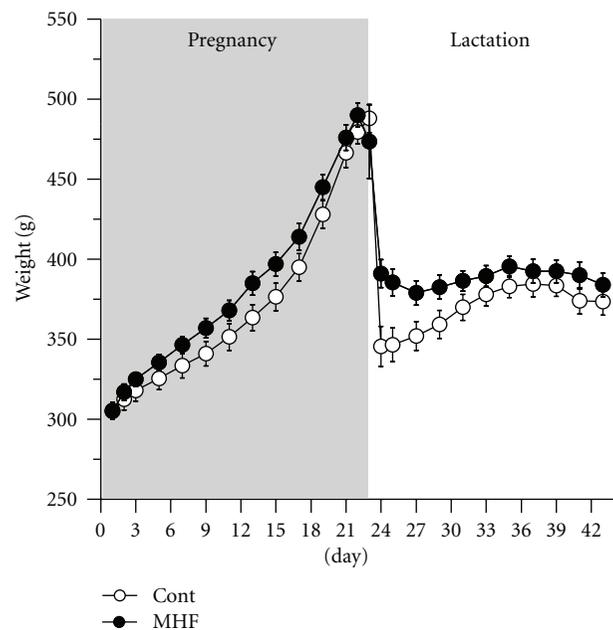 550
500
450
400
350
300
250
Weight (g)
Pregnancy
Lactation
0 3 6 9 12 15 18 21 24 27 30 33 36 39 42
(day)
Cont
MHF